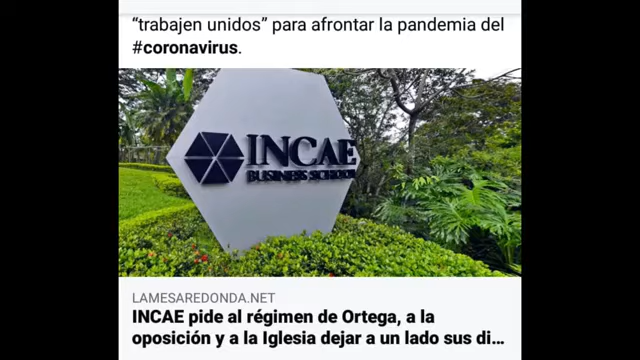 “trabajen unidos” para afrontar la pandemia del
#coronavirus.
INCAE
BUSINESS SCHOOL
LAMESAREDONDA.NET
INCAE pide al régimen de Ortega, a la
oposición y a la Iglesia dejar a un lado sus di...